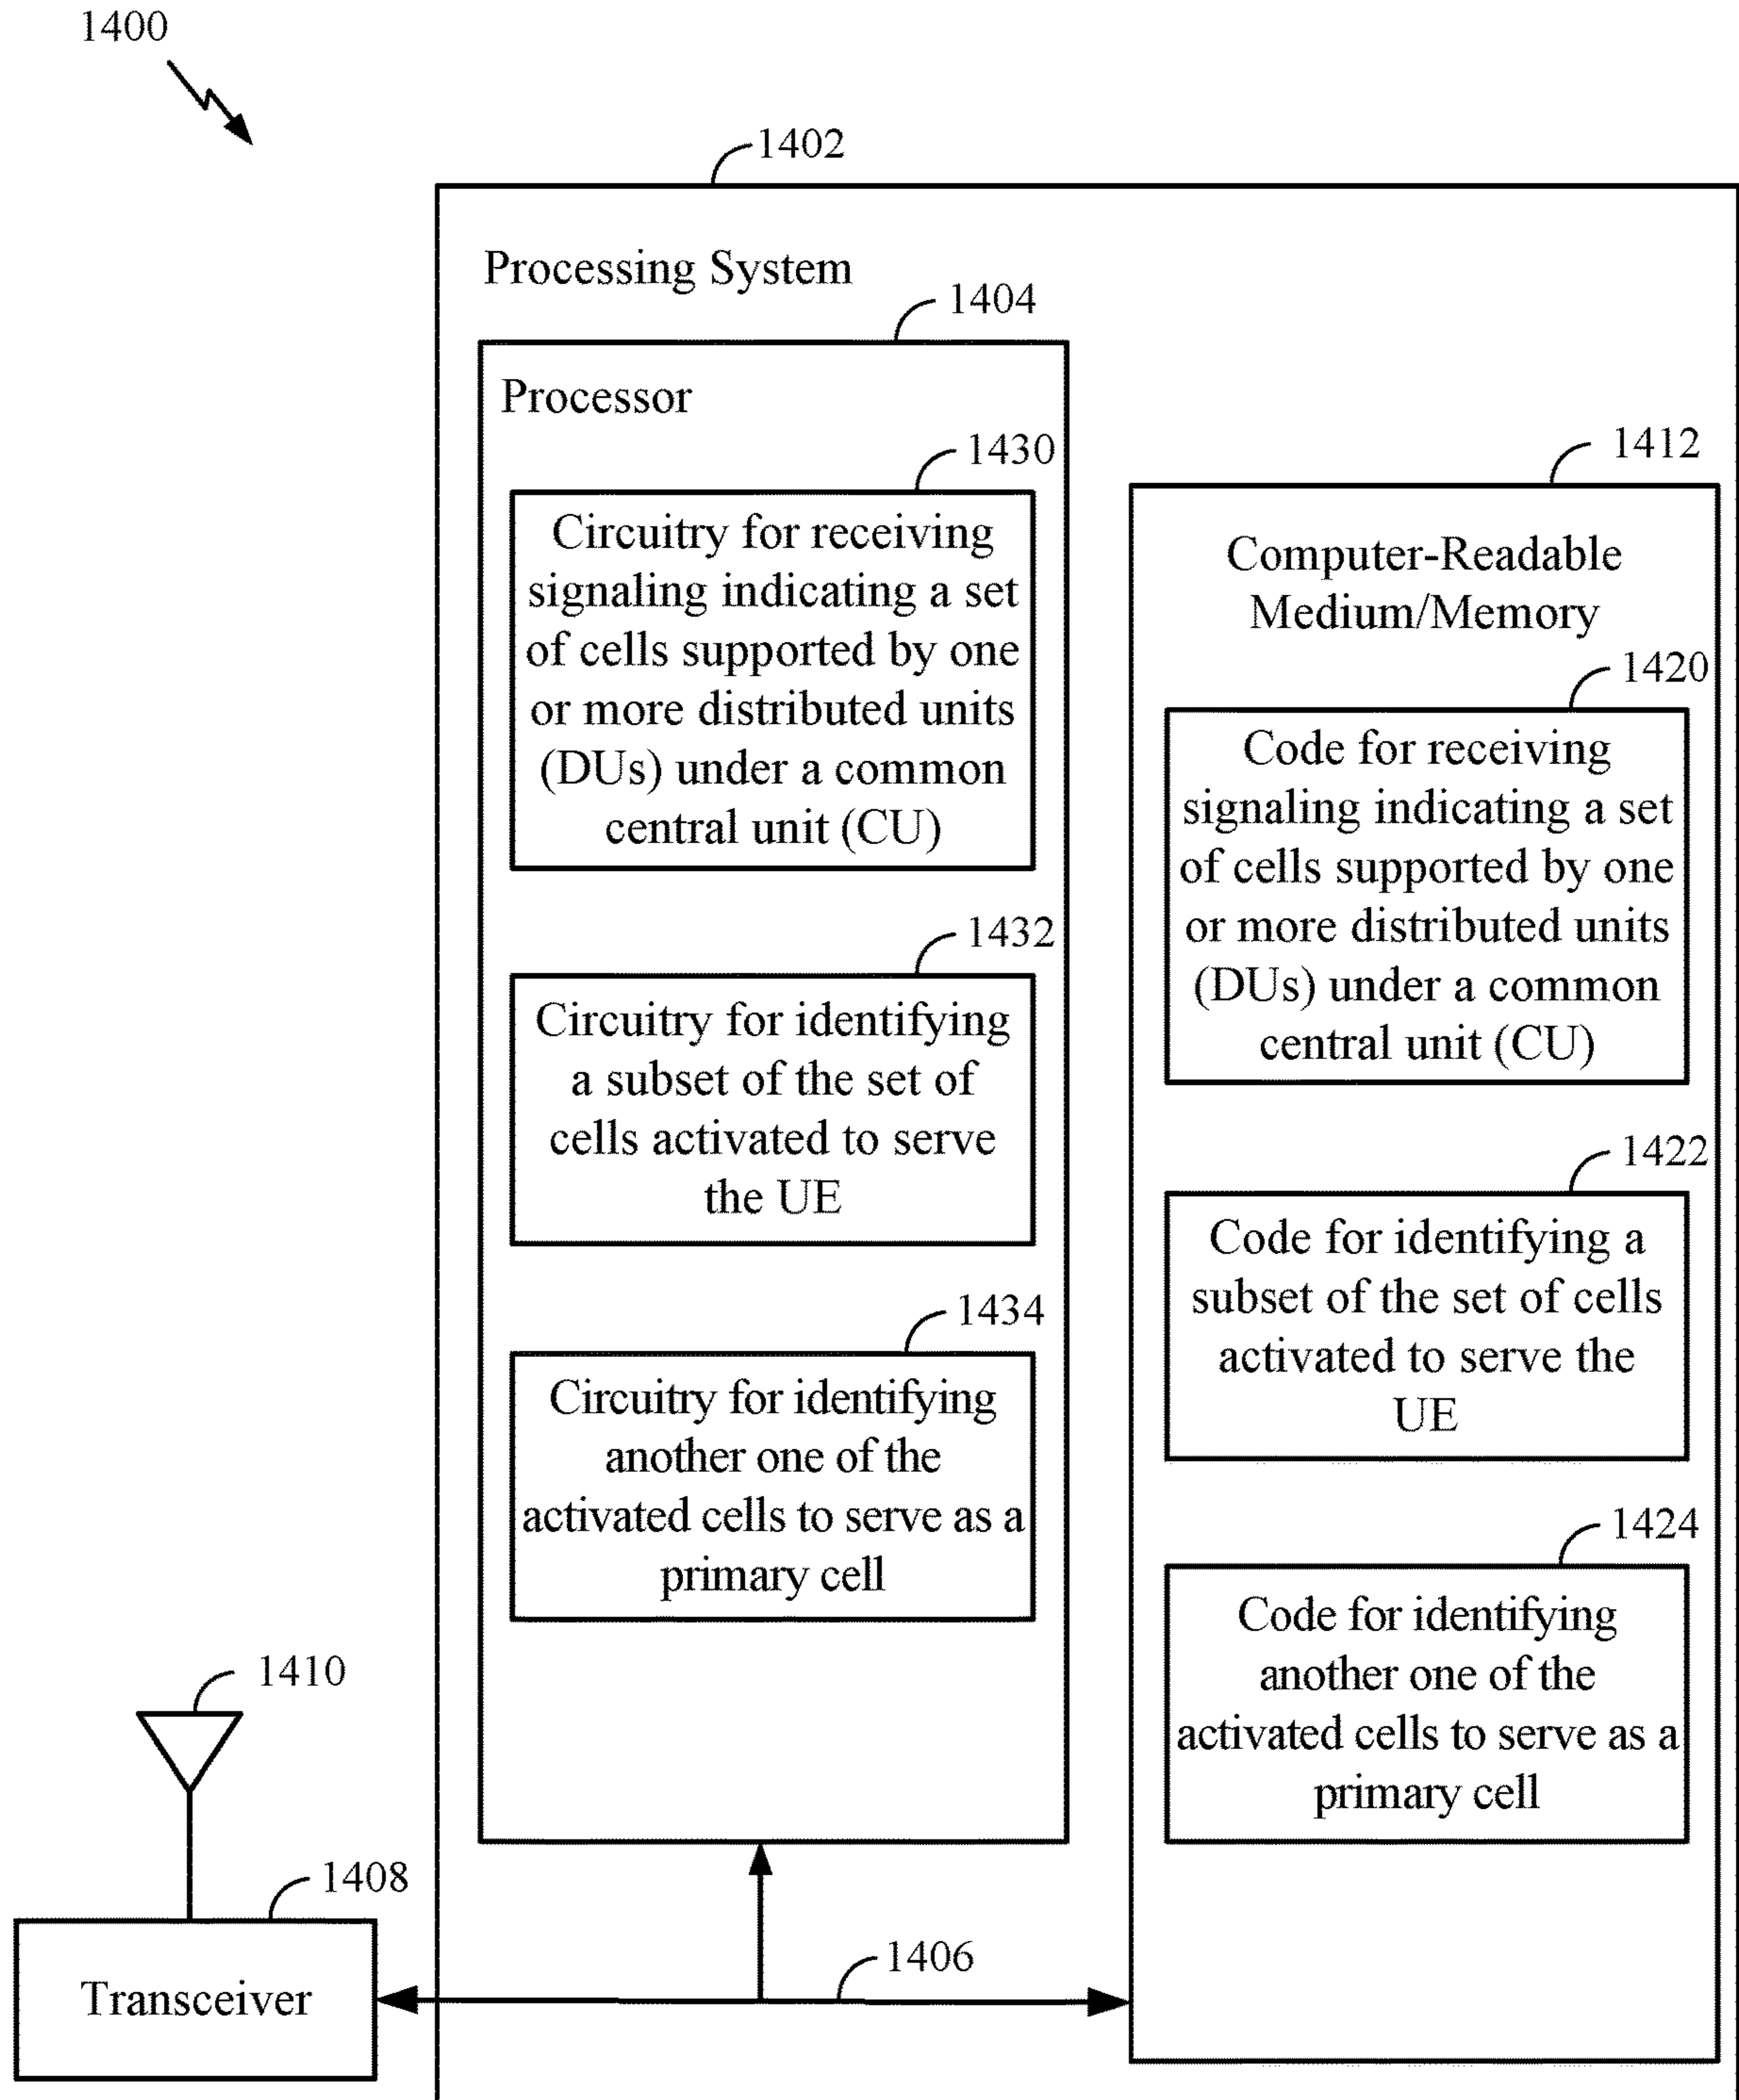 1400
1402
Processing System
1404
Processor
1430
Circuitry for receiving
signaling indicating a set
of cells supported by one
or more distributed units
(DUs) under a common
central unit (CU)
1432
Circuitry for identifying
a subset of the set of
cells activated to serve
the UE
1434
Circuitry for identifying
another one of the
activated cells to serve as a
primary cell
1412
Computer-Readable
Medium/Memory
1420
Code for receiving
signaling indicating a set
of cells supported by one
or more distributed units
(DUs) under a common
central unit (CU)
1422
Code for identifying a
subset of the set of cells
activated to serve the
UE
1424
Code for identifying
another one of the
activated cells to serve as a
primary cell
1410
1408
Transceiver
1406